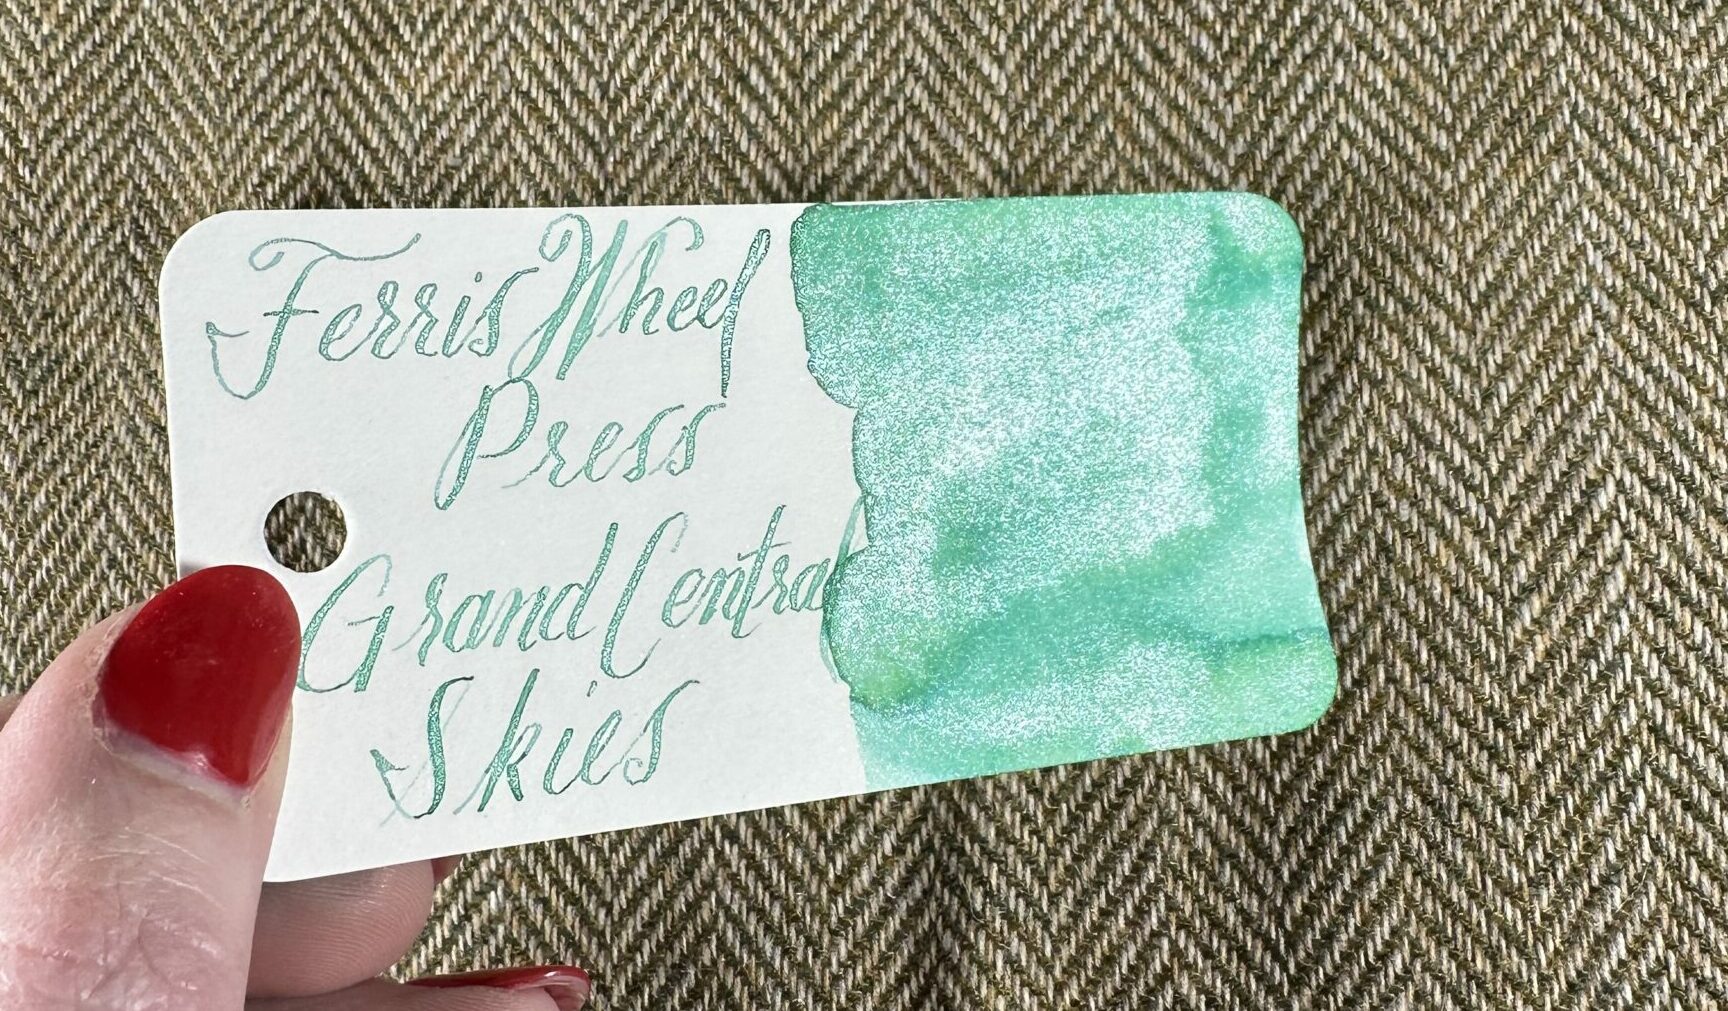 Ferris Wheel
Press
Grand Central
Skies